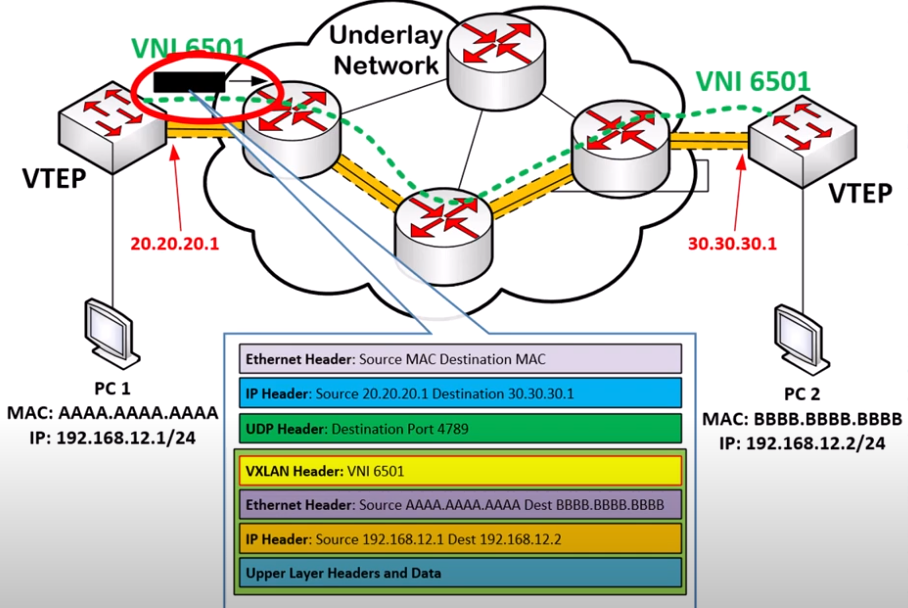 Underlay
Network
VNI 6501
VNI 6501
VTEP
VTEP
20.20.20.1
30.30.30.1
PC 1
MAC: AAAA.AAAA.AAAA
IP: 192.168.12.1/24
PC 2
MAC: BBBB.BBBB.BBBB
IP: 192.168.12.2/24
Ethernet Header: Source MAC Destination MAC
IP Header: Source 20.20.20.1 Destination 30.30.30.1
UDP Header: Destination Port 4789
VXLAN Header: VNI 6501
Ethernet Header: Source AAAA.AAAA.AAAA Dest BBBB.BBBB.BBBB
IP Header: Source 192.168.12.1 Dest 192.168.12.2
Upper Layer Headers and Data